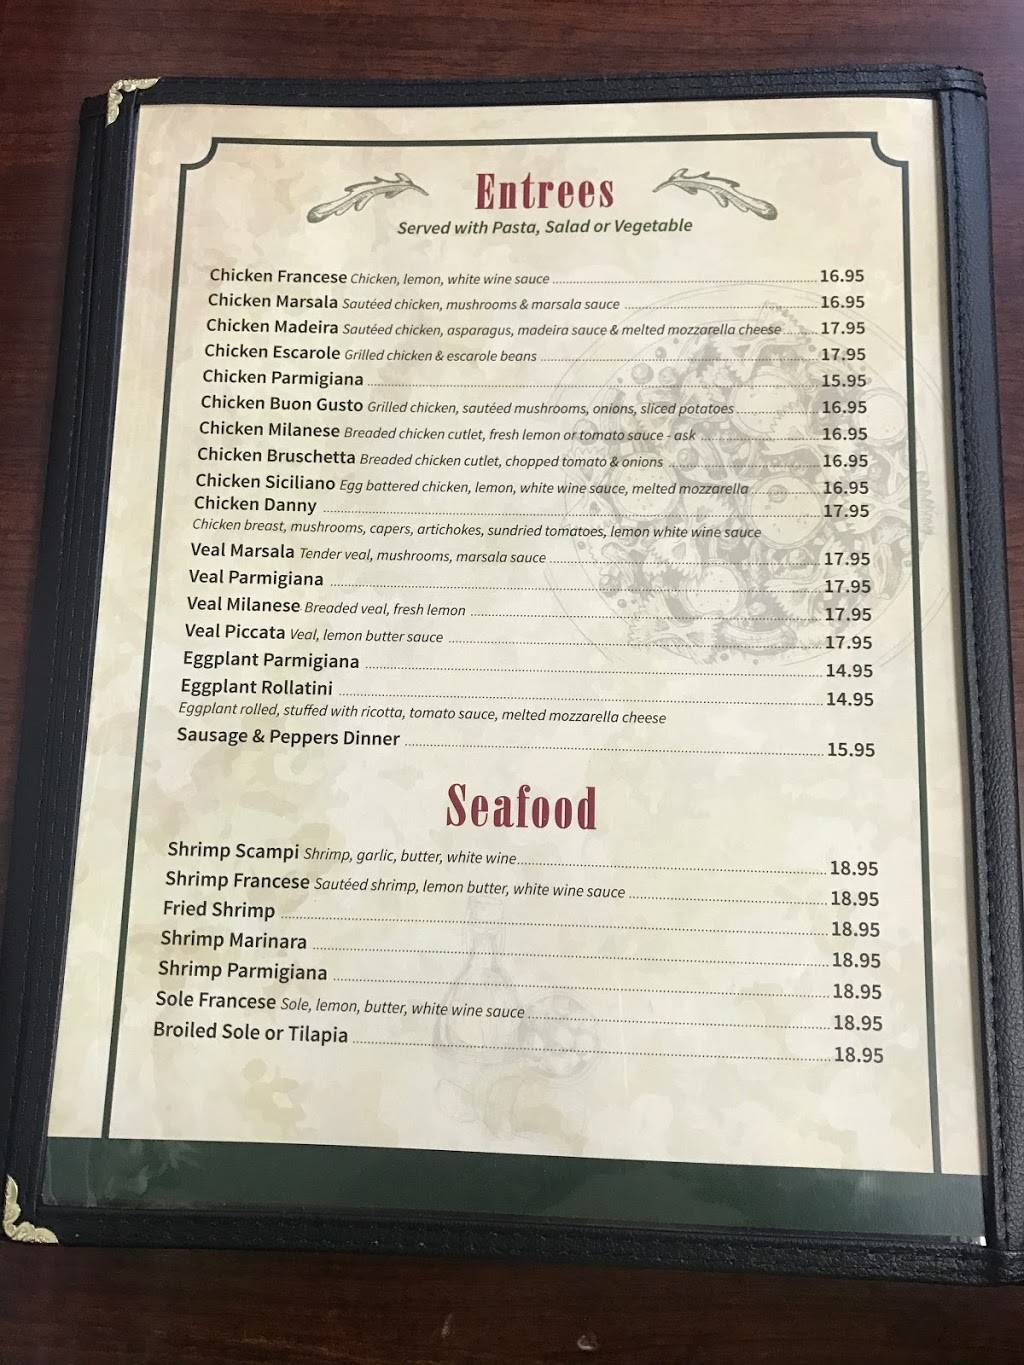 Entrees
Served with Pasta, Salad or Vegetable
Chicken Francese Chicken, lemon, white wine sauce 16.95
Chicken Marsala Sautéed chicken, mushrooms & marsala sauce 16.95
Chicken Madeira Sautéed chicken, asparagus, madeira sauce & melted mozzarella cheese 17.95
Chicken Escarole Grilled chicken & escarole beans 17.95
Chicken Parmigiana 15.95
Chicken Buon Gusto Grilled chicken, sautéed mushrooms, onions, sliced potatoes 16.95
Chicken Milanese Breaded chicken cutlet, fresh lemon or tomato sauce - ask 16.95
Chicken Bruschetta Breaded chicken cutlet, chopped tomato & onions 16.95
Chicken Siciliano Egg battered chicken, lemon, white wine sauce, melted mozzarella 16.95
Chicken Danny 17.95
Chicken breast, mushrooms, capers, artichokes, sundried tomatoes, lemon white wine sauce
Veal Marsala Tender veal, mushrooms, marsala sauce 17.95
Veal Parmigiana 17.95
Veal Milanese Breaded veal, fresh lemon 17.95
Veal Piccata Veal, lemon butter sauce 17.95
Eggplant Parmigiana 14.95
Eggplant Rollatini 14.95
Eggplant rolled, stuffed with ricotta, tomato sauce, melted mozzarella cheese
Sausage & Peppers Dinner 15.95
Seafood
Shrimp Scampi Shrimp, garlic, butter, white wine 18.95
Shrimp Francese Sautéed shrimp, lemon butter, white wine sauce 18.95
Fried Shrimp 18.95
Shrimp Marinara 18.95
Shrimp Parmigiana 18.95
Sole Francese Sole, lemon, butter, white wine sauce 18.95
Broiled Sole or Tilapia 18.95